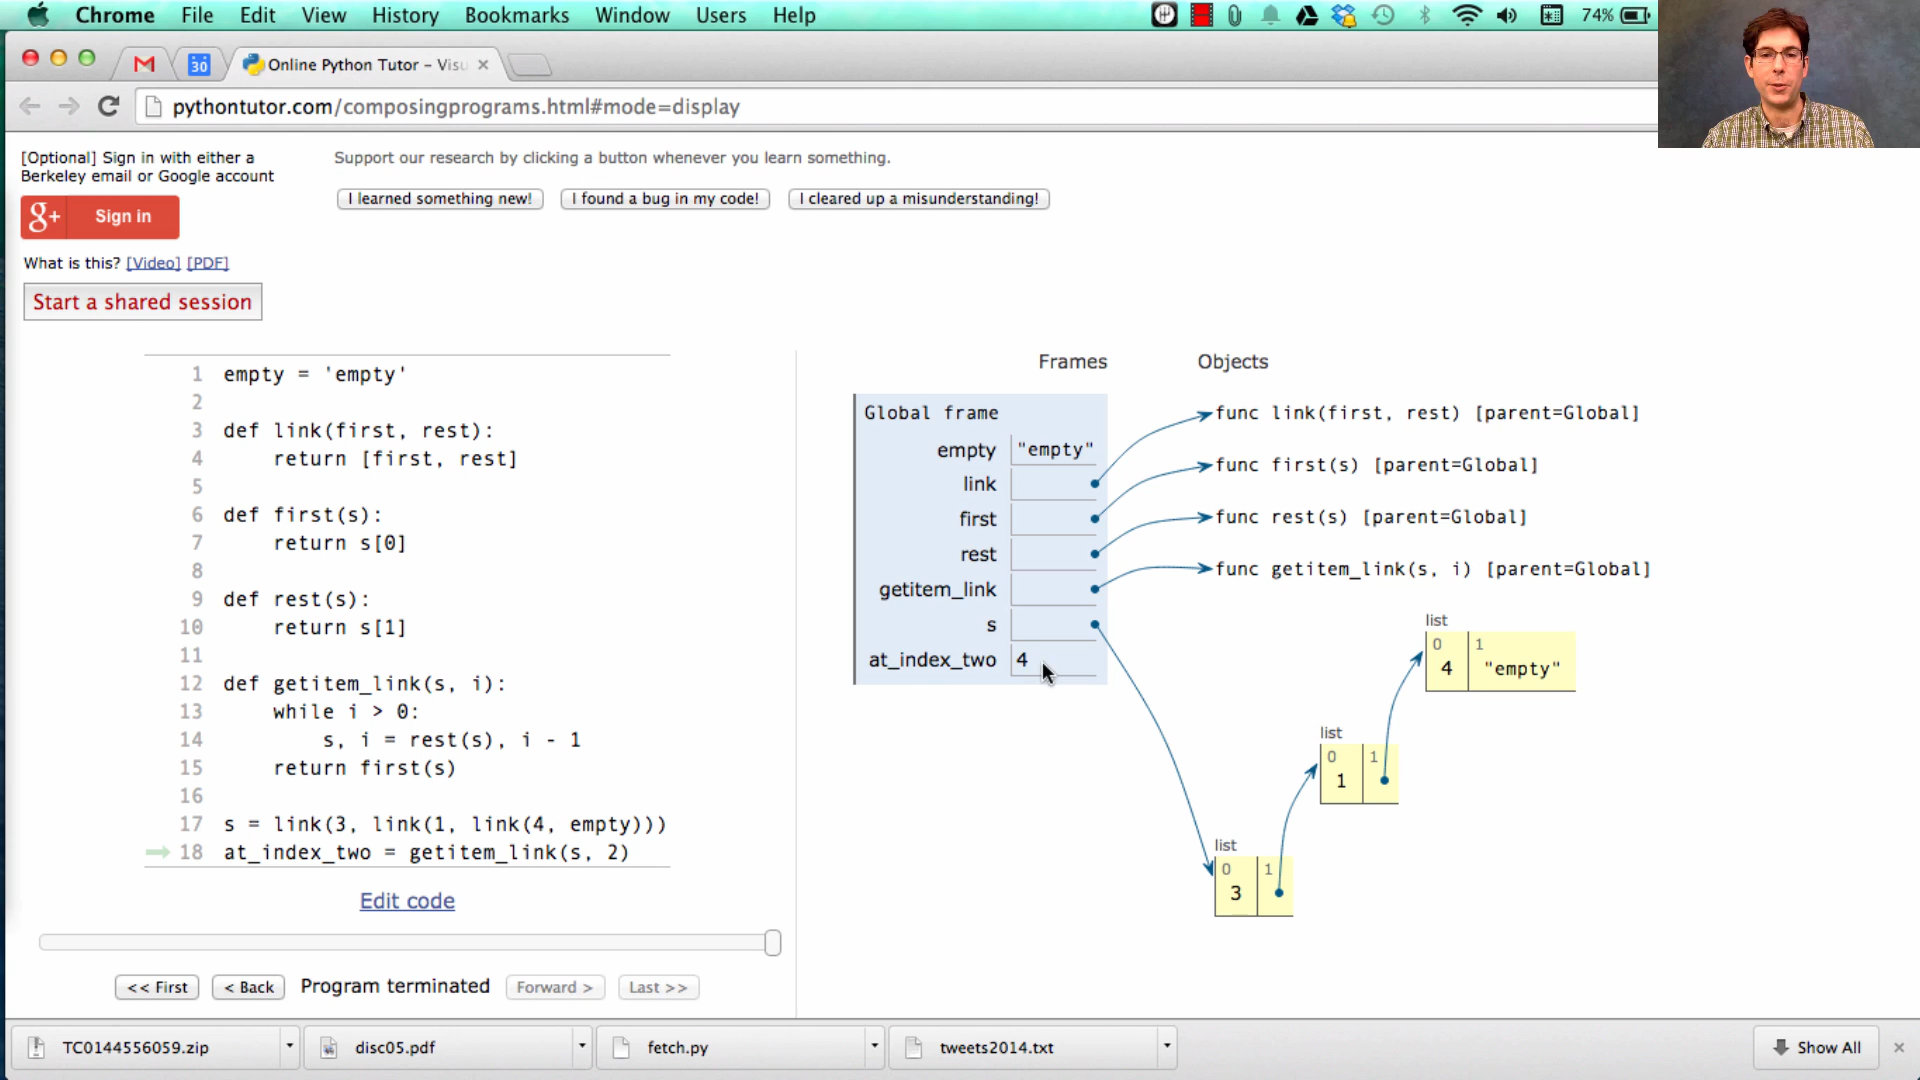 Chrome File Edit View History Bookmarks Window Users Help 74%
30 Online Python Tutor – Visu
pythontutor.com/composingprograms.html#mode=display
[Optional] Sign in with either a
Berkeley email or Google account
Support our research by clicking a button whenever you learn something.
I learned something new! I found a bug in my code! I cleared up a misunderstanding!
g+ Sign in
What is this? [Video] [PDF]
Start a shared session
1 empty = 'empty'
2
3 def link(first, rest):
4 return [first, rest]
5
6 def first(s):
7 return s[0]
8
9 def rest(s):
10 return s[1]
11
12 def getitem_link(s, i):
13 while i > 0:
14 s, i = rest(s), i - 1
15 return first(s)
16
17 s = link(3, link(1, link(4, empty)))
18 at_index_two = getitem_link(s, 2)
Edit code
<< First < Back Program terminated Forward > Last >>
Frames Objects
Global frame
empty "empty"
link
first
rest
getitem_link
s
at_index_two 4
func link(first, rest) [parent=Global]
func first(s) [parent=Global]
func rest(s) [parent=Global]
func getitem_link(s, i) [parent=Global]
list
0 1
4 "empty"
list
0 1
1
list
0 1
3
TC0144556059.zip disc05.pdf fetch.py tweets2014.txt Show All